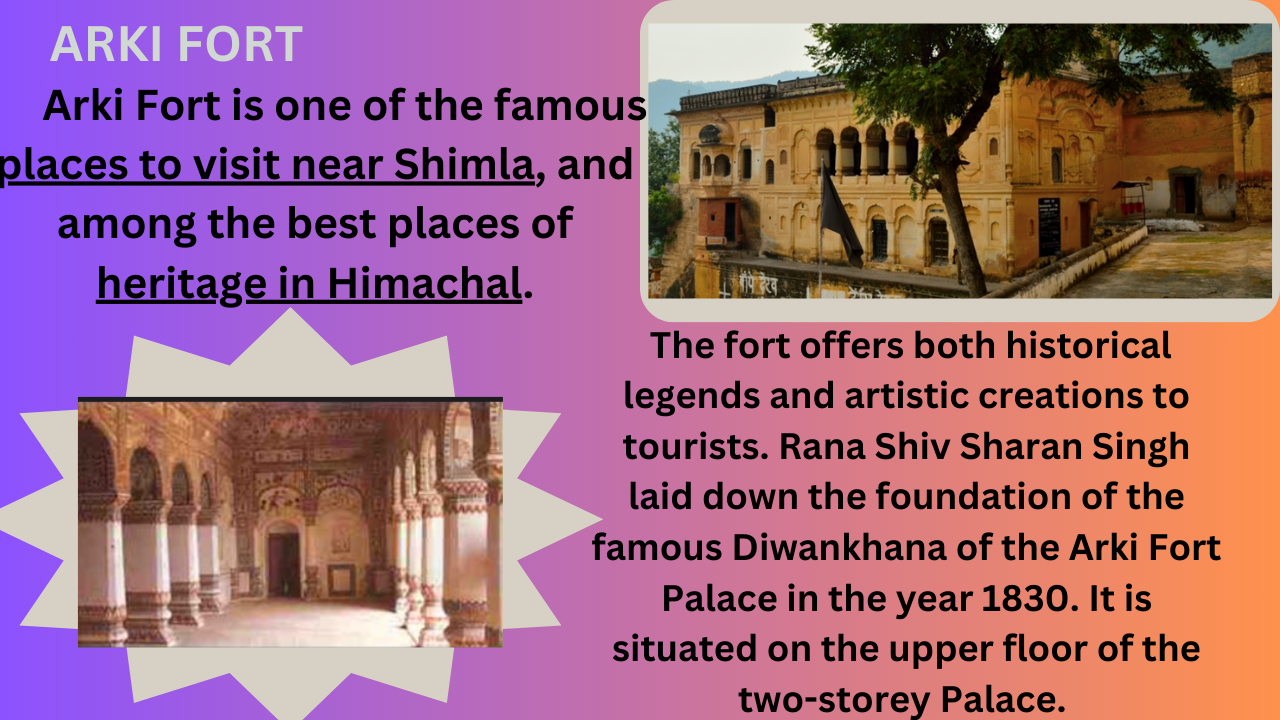 ARKI FORT
Arki Fort is one of the famous
places to visit near Shimla, and
among the best places of
heritage in Himachal.
The fort offers both historical
legends and artistic creations to
tourists. Rana Shiv Sharan Singh
laid down the foundation of the
famous Diwankhana of the Arki Fort
Palace in the year 1830. It is
situated on the upper floor of the
two-storey Palace.